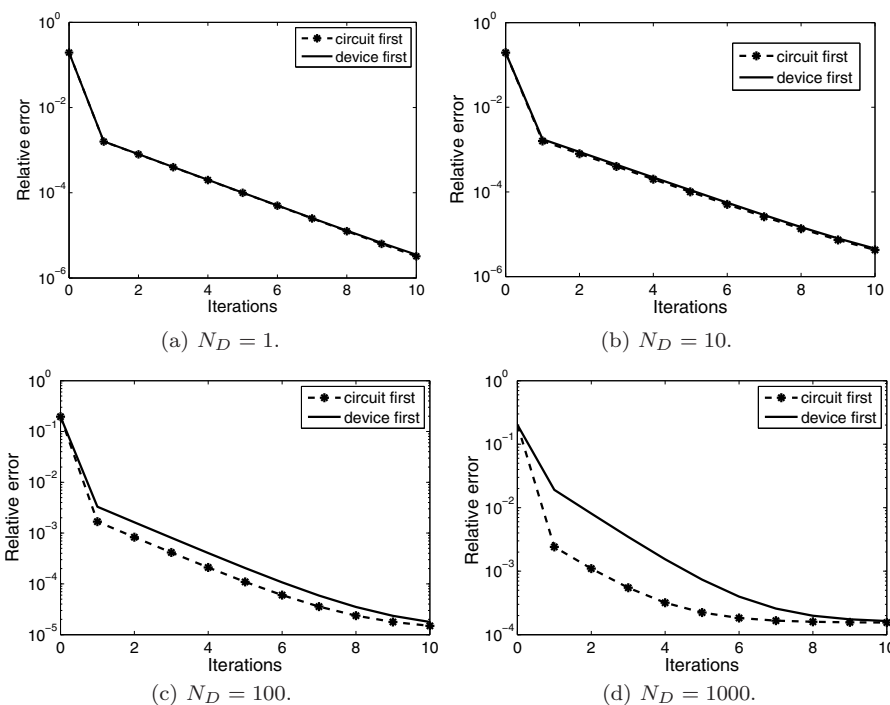 10^0
10^-2
10^-4
10^-6
Relative error
0 2 4 6 8 10
Iterations
circuit first
device first
(a) N_D = 1.
10^0
10^-2
10^-4
10^-6
Relative error
0 2 4 6 8 10
Iterations
circuit first
device first
(b) N_D = 10.
10^0
10^-1
10^-2
10^-3
10^-4
10^-5
Relative error
0 2 4 6 8 10
Iterations
circuit first
device first
(c) N_D = 100.
10^0
10^-1
10^-2
10^-3
10^-4
Relative error
0 2 4 6 8 10
Iterations
circuit first
device first
(d) N_D = 1000.